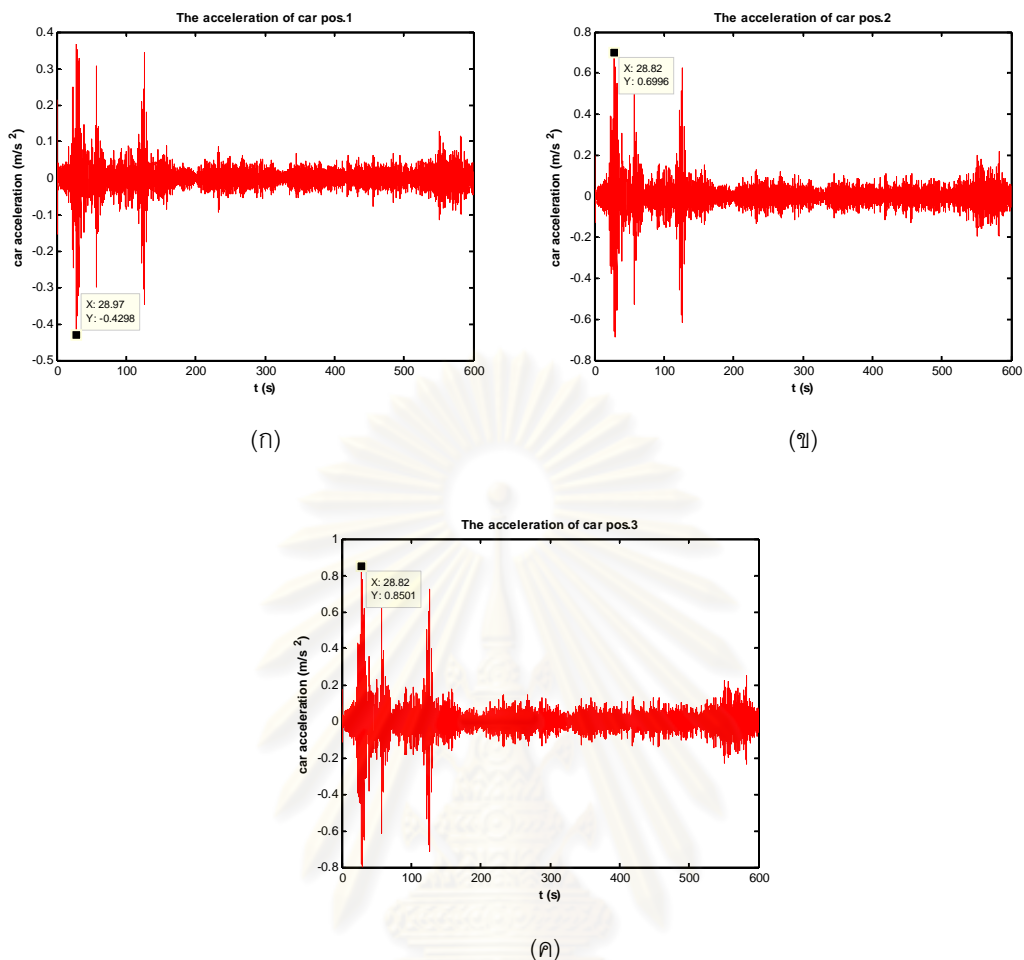 The acceleration of car pos.1
0.4
0.3
0.2
0.1
0
-0.1
-0.2
-0.3
-0.4
-0.5
car acceleration (m/s ²)
X: 28.97
Y: -0.4298
0 100 200 300 400 500 600
t (s)
(ก)
The acceleration of car pos.2
0.8
0.6
0.4
0.2
0
-0.2
-0.4
-0.6
-0.8
car acceleration (m/s ²)
X: 28.82
Y: 0.6996
0 100 200 300 400 500 600
t (s)
(ข)
The acceleration of car pos.3
1
0.8
0.6
0.4
0.2
0
-0.2
-0.4
-0.6
-0.8
car acceleration (m/s ²)
X: 28.82
Y: 0.8501
0 100 200 300 400 500 600
t (s)
(ค)